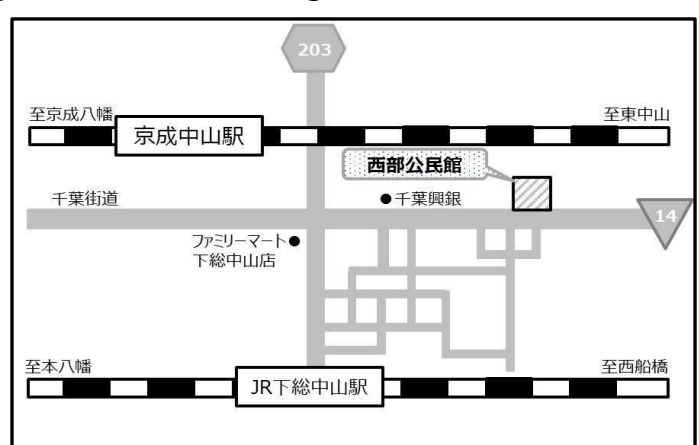 203
至京成八幡
至東中山
京成中山駅
西部公民館
千葉街道
●千葉興銀
14
ファミリーマート●
下総中山店
至本八幡
至西船橋
JR下総中山駅